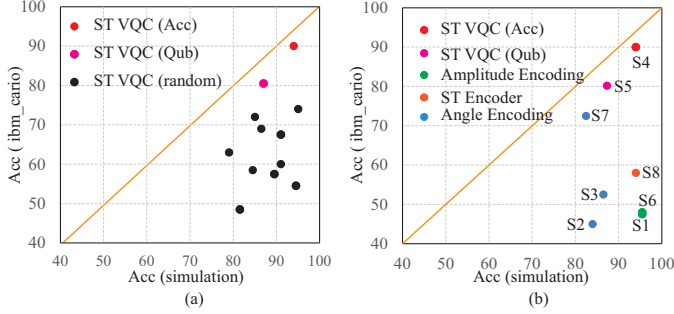 100
90
80
70
60
50
40
40 50 60 70 80 90 100
Acc ( ibm_cario)
Acc (simulation)
ST VQC (Acc)
ST VQC (Qub)
ST VQC (random)
(a)
100
90
80
70
60
50
40
40 50 60 70 80 90 100
Acc ( ibm_cario)
Acc (simulation)
ST VQC (Acc)
ST VQC (Qub)
Amplitude Encoding
ST Encoder
Angle Encoding
S4
S5
S7
S8
S3
S6
S2
S1
(b)